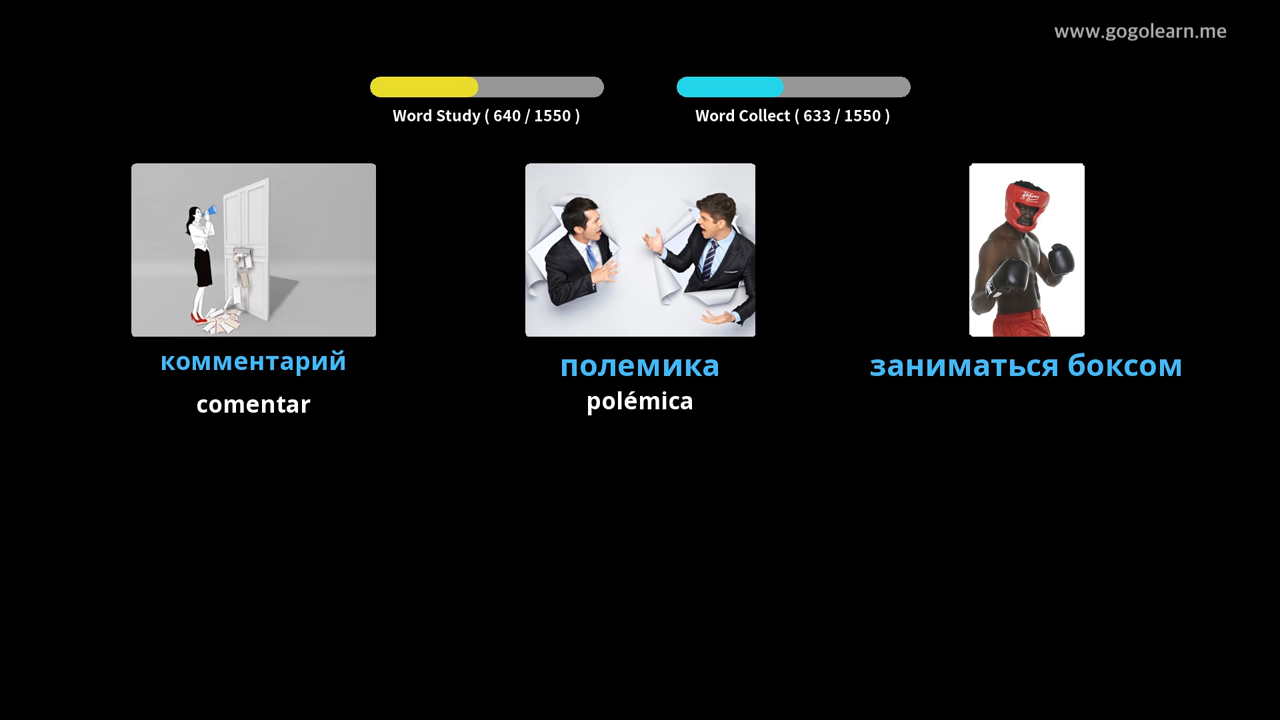 www.gogolearn.me
Word Study ( 640 / 1550 )
Word Collect ( 633 / 1550 )
комментарий
comentar
полемика
polémica
заниматься боксом